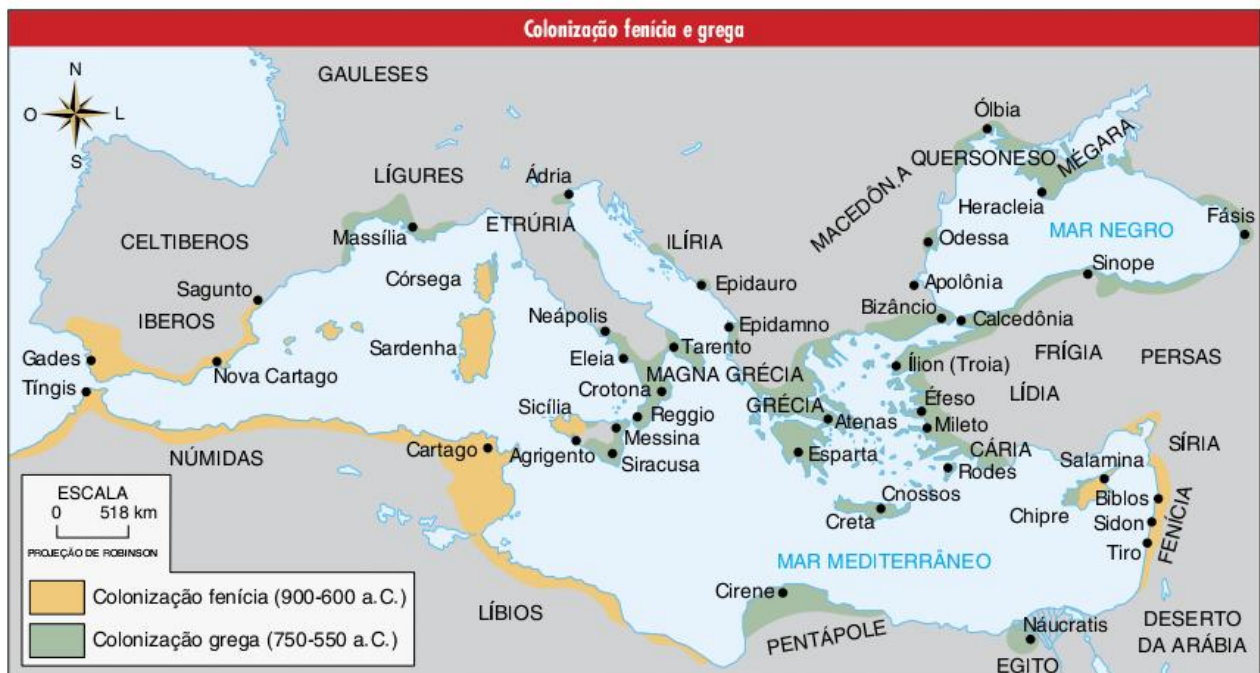 Colonização fenícia e grega
N
O
L
S
GAULESES
CELTIBEROS
LÍGURES
Massília
Ádria
ETRÚRIA
ILÍRIA
Córsega
Sagunto
IBEROS
Gades
Tíngis
Nova Cartago
Sardenha
Neápolis
Eleia
Crotona
Sicília
Epidauro
Epidamno
Tarento
MAGNA GRÉCIA
Reggio
Messina
Siracusa
Agrigento
Cartago
NÚMIDAS
LÍBIOS
Ólbia
QUERSONESO
MÉGARA
MACEDÔN.A
Heracleia
Odessa
MAR NEGRO
Fásis
Sinope
Apolônia
Bizâncio
Calcedônia
FRÍGIA
PERSAS
Ílion (Troia)
LÍDIA
GRÉCIA
Atenas
Éfeso
Mileto
Esparta
CÁRIA
Rodes
Cnossos
Creta
Salamina
SÍRIA
Chipre
Biblos
Sidon
Tiro
FENÍCIA
MAR MEDITERRÂNEO
Cirene
PENTÁPOLE
Náucratis
EGITO
DESERTO
DA ARÁBIA
ESCALA
0 518 km
PROJEÇÃO DE ROBINSON
Colonização fenícia (900-600 a.C.)
Colonização grega (750-550 a.C.)